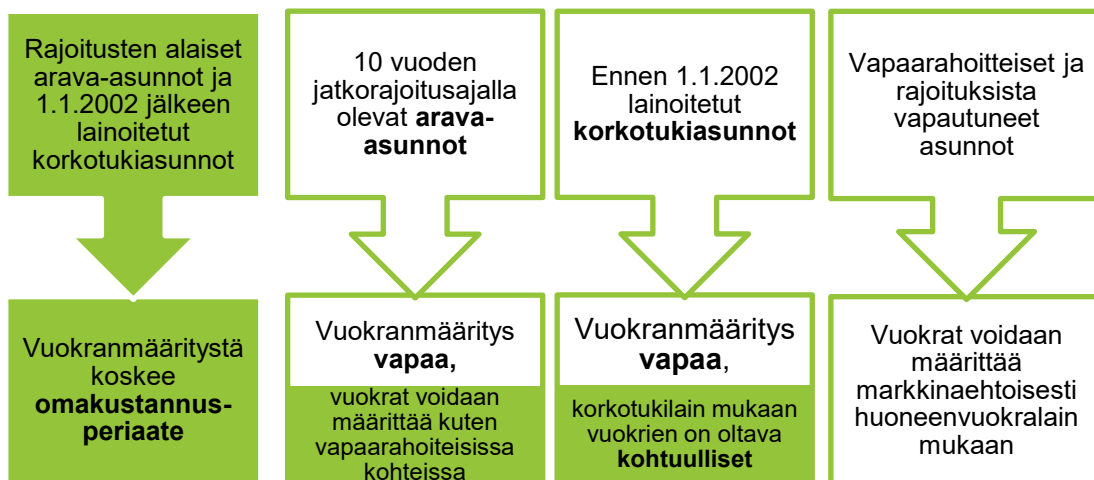 Rajoitusten alaiset
arava-asunnot ja
1.1.2002 jälkeen
lainoitetut
korkotukiasunnot
10 vuoden
jatkorajoitusajalla
olevat arava-
asunnot
Ennen 1.1.2002
lainoitetut
korkotukiasunnot
Vapaarahoitteiset ja
rajoituksista
vapautuneet
asunnot
Vuokranmääritystä
koskee
omakustannus-
periaate
Vuokranmääritys
vapaa,
vuokrat voidaan
määrittää kuten
vapaarahoiteisissa
kohteissa
Vuokranmääritys
vapaa,
korkotukilain mukaan
vuokrien on oltava
kohtuulliset
Vuokrat voidaan
määrittää
markkinaehtoisesti
huoneenvuokralain
mukaan